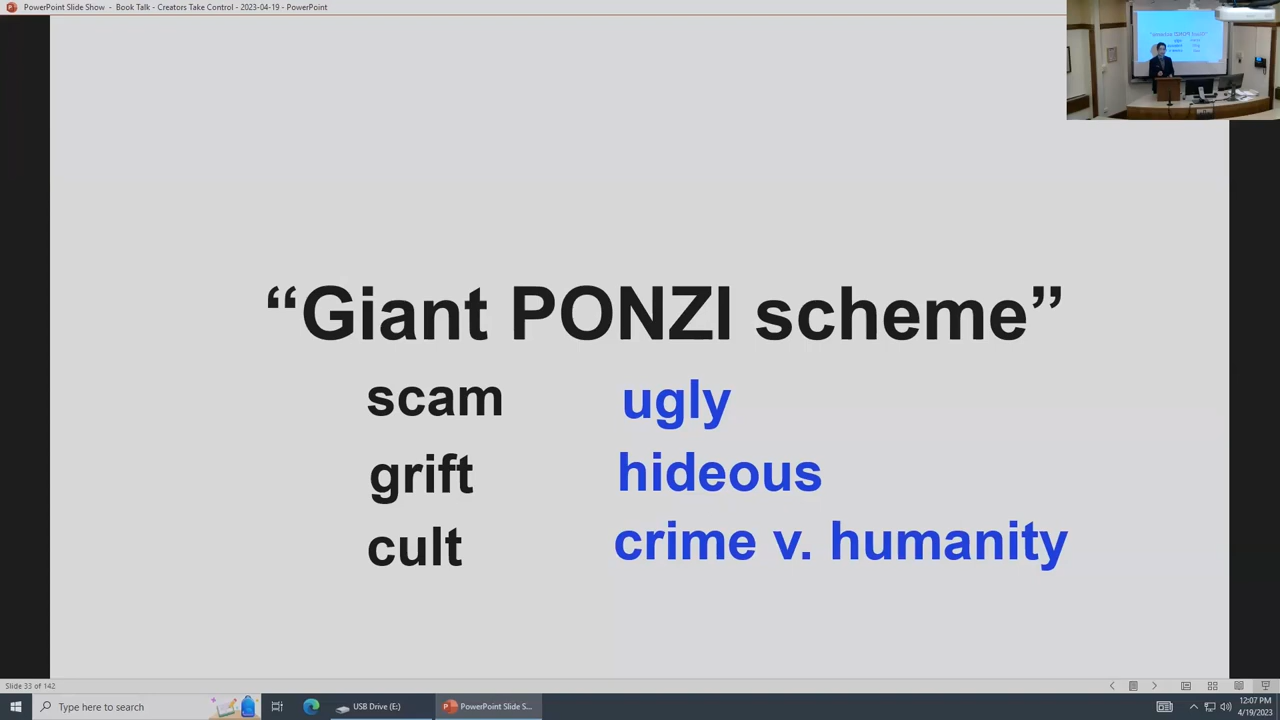 PowerPoint Slide Show - Book Talk - Creators Take Control - 2023-04-19 - PowerPoint
“Giant PONZI scheme”
scam ugly
grift hideous
cult crime v. humanity
Slide 33 of 142
Type here to search
USB Drive (E:)
PowerPoint Slide S...
12:07 PM
4/19/2023